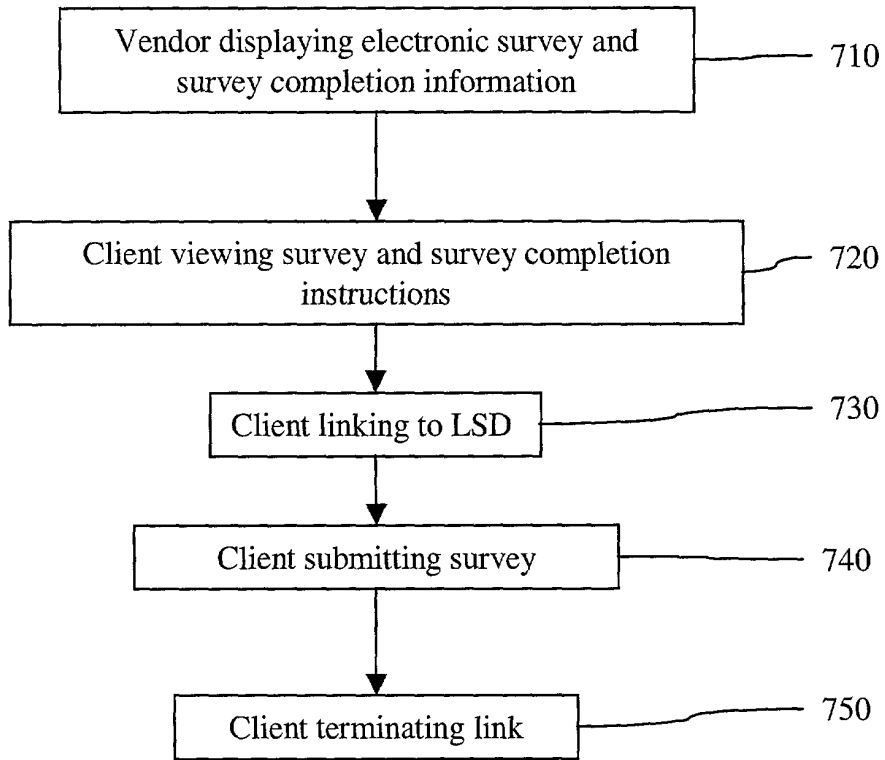 Vendor displaying electronic survey and
survey completion information
710
Client viewing survey and survey completion
instructions
720
Client linking to LSD
730
Client submitting survey
740
Client terminating link
750